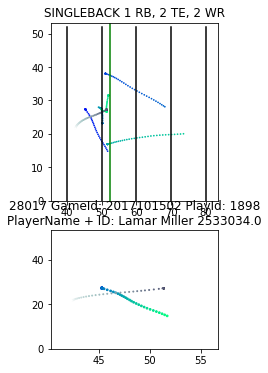 SINGLEBACK 1 RB, 2 TE, 2 WR
50
40
30
20
10
0
40 50 60 70 80
28017 GameId: 2017101502 PlayId: 1898
PlayerName + ID: Lamar Miller 2533034.0
40
20
0
45 50 55